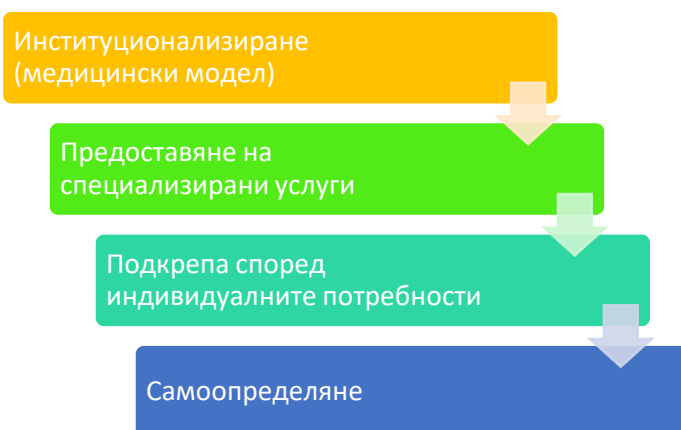 Институционализиране
(медицински модел)
Предоставяне на
специализирани услуги
Подкрепа според
индивидуалните потребности
Самоопределяне